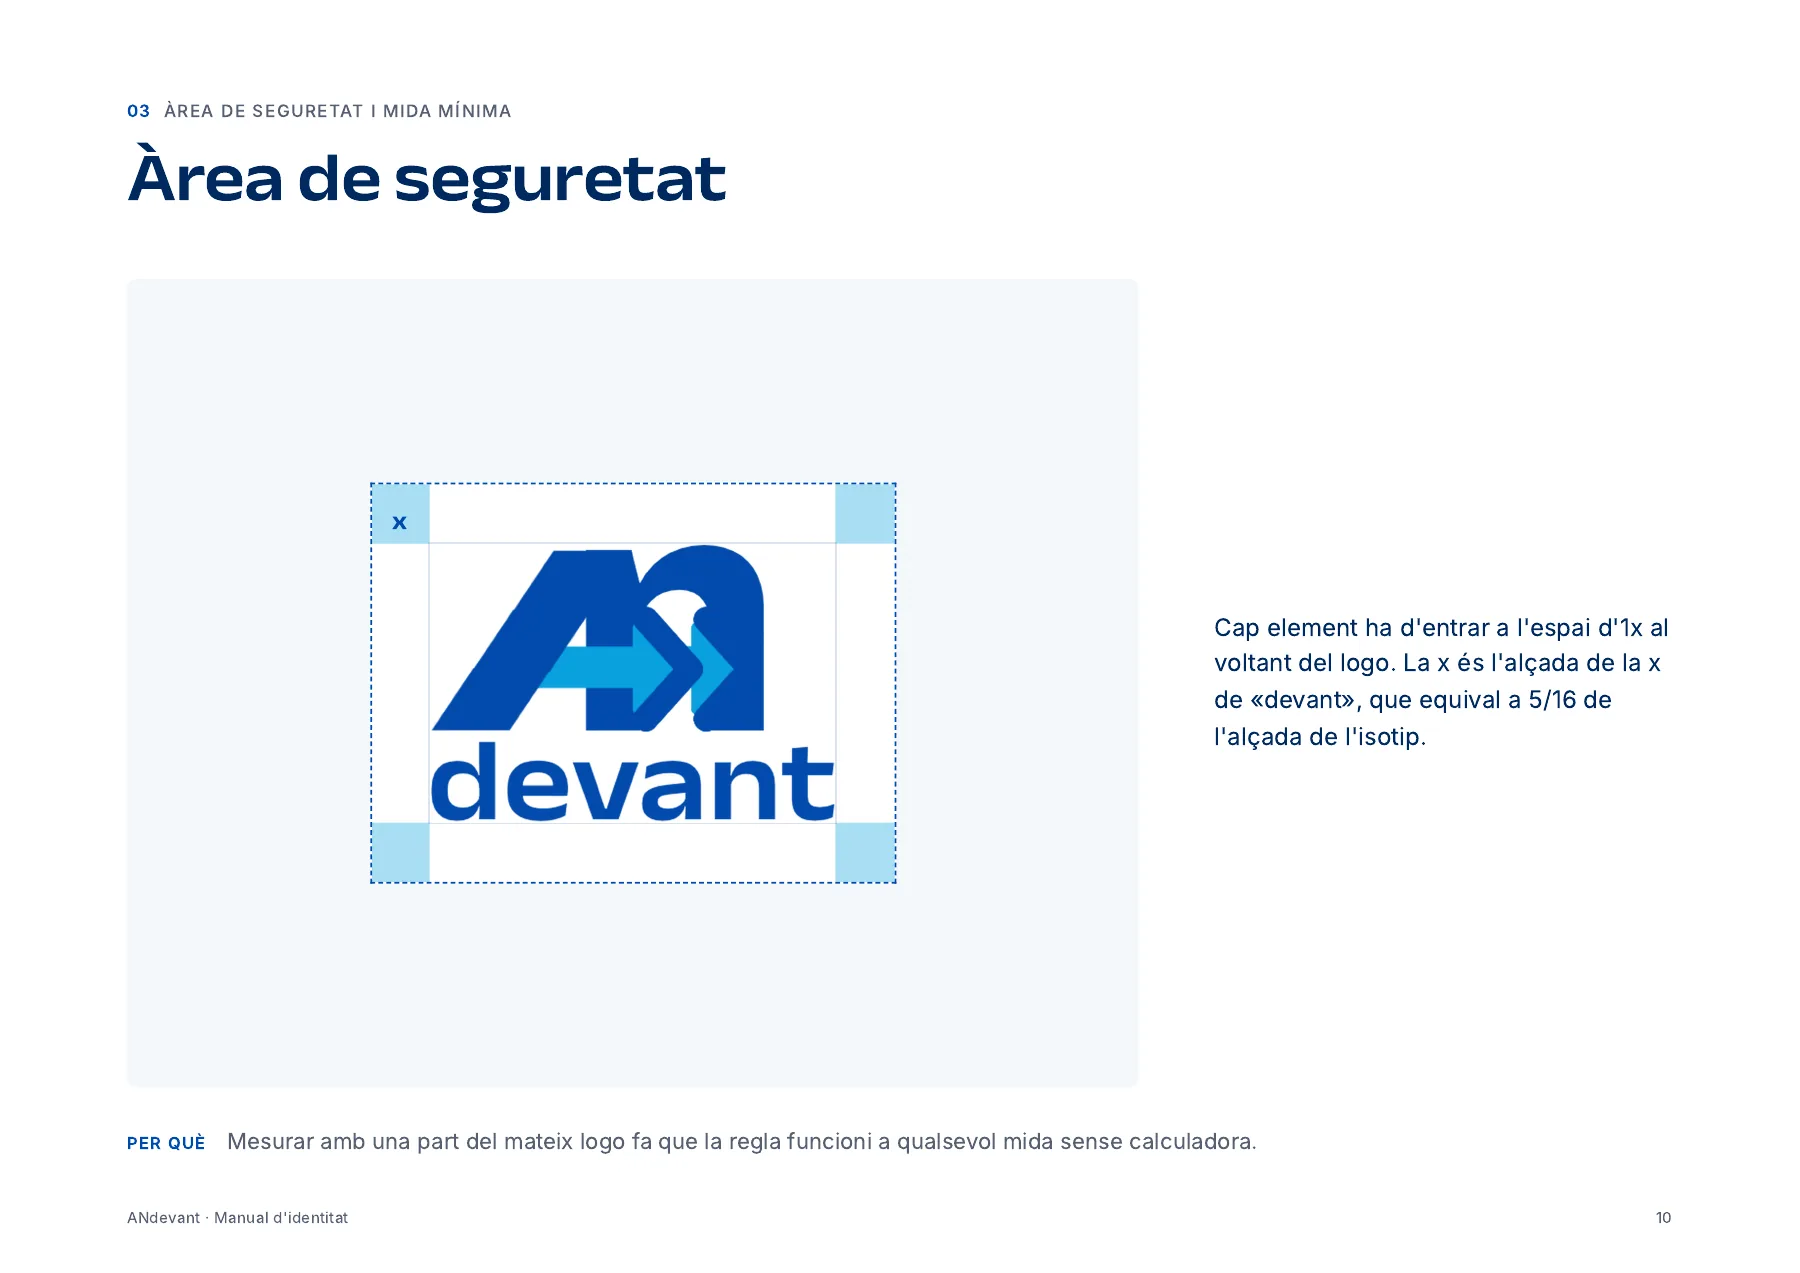 03 ÀREA DE SEGURETAT I MIDA MÍNIMA
Àrea de seguretat
x
AN
devant
Cap element ha d'entrar a l'espai d'1x al
voltant del logo. La x és l'alçada de la x
de «devant», que equival a 5/16 de
l'alçada de l'isotip.
PER QUÈ Mesurar amb una part del mateix logo fa que la regla funcioni a qualsevol mida sense calculadora.
ANdevant · Manual d'identitat
10